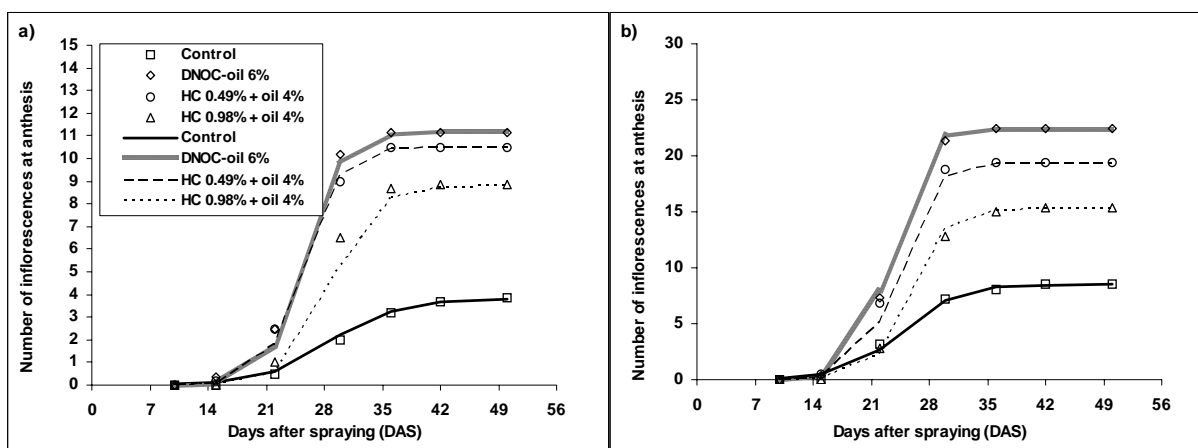 a)
Number of inflorescences at anthesis
15
14
13
12
11
10
9
8
7
6
5
4
3
2
1
0
Control
DNOC-oil 6%
HC 0.49% + oil 4%
HC 0.98% + oil 4%
Control
DNOC-oil 6%
HC 0.49% + oil 4%
HC 0.98% + oil 4%
0 7 14 21 28 35 42 49 56
Days after spraying (DAS)
b)
Number of inflorescences at anthesis
30
25
20
15
10
5
0
0 7 14 21 28 35 42 49 56
Days after spraying (DAS)